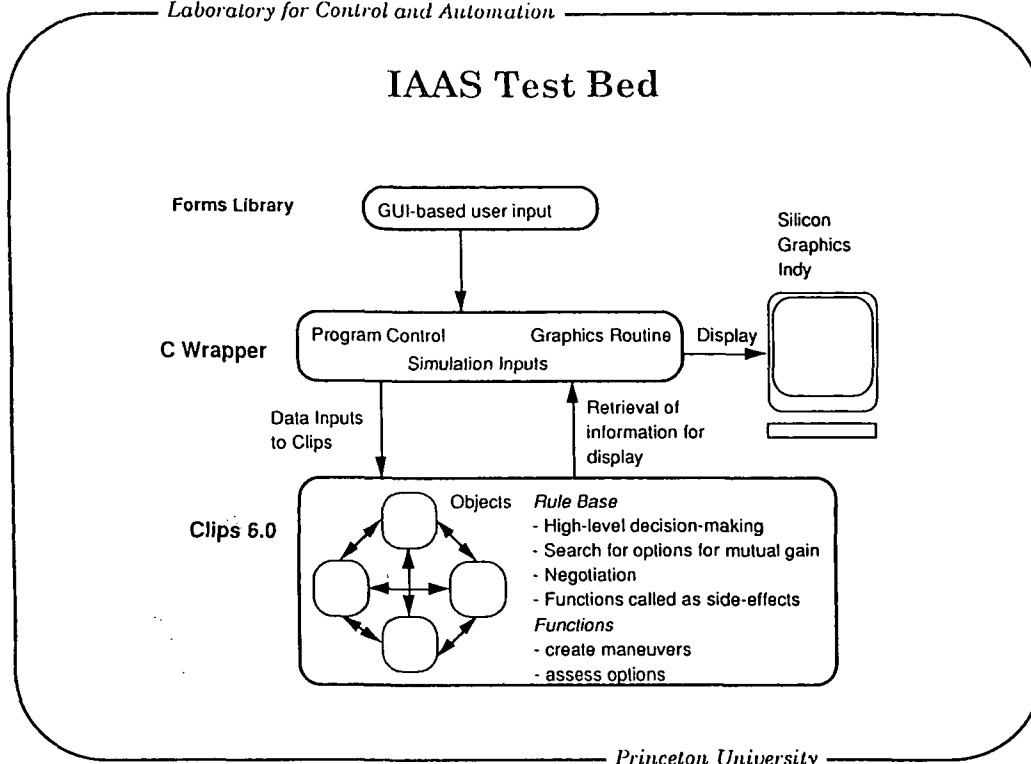 Laboratory for Control and Automation
IAAS Test Bed
Forms Library
GUI-based user input
Silicon
Graphics
Indy
C Wrapper
Program Control
Graphics Routine
Simulation Inputs
Display
Data Inputs
to Clips
Retrieval of
information for
display
Clips 6.0
Objects
Rule Base
- High-level decision-making
- Search for options for mutual gain
- Negotiation
- Functions called as side-effects
Functions
- create maneuvers
- assess options
Princeton University